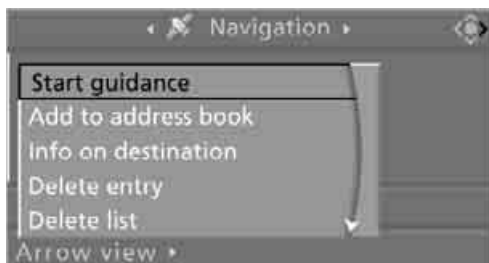 Navigation
Start guidance
Add to address book
Info on destination
Delete entry
Delete list
Arrow view